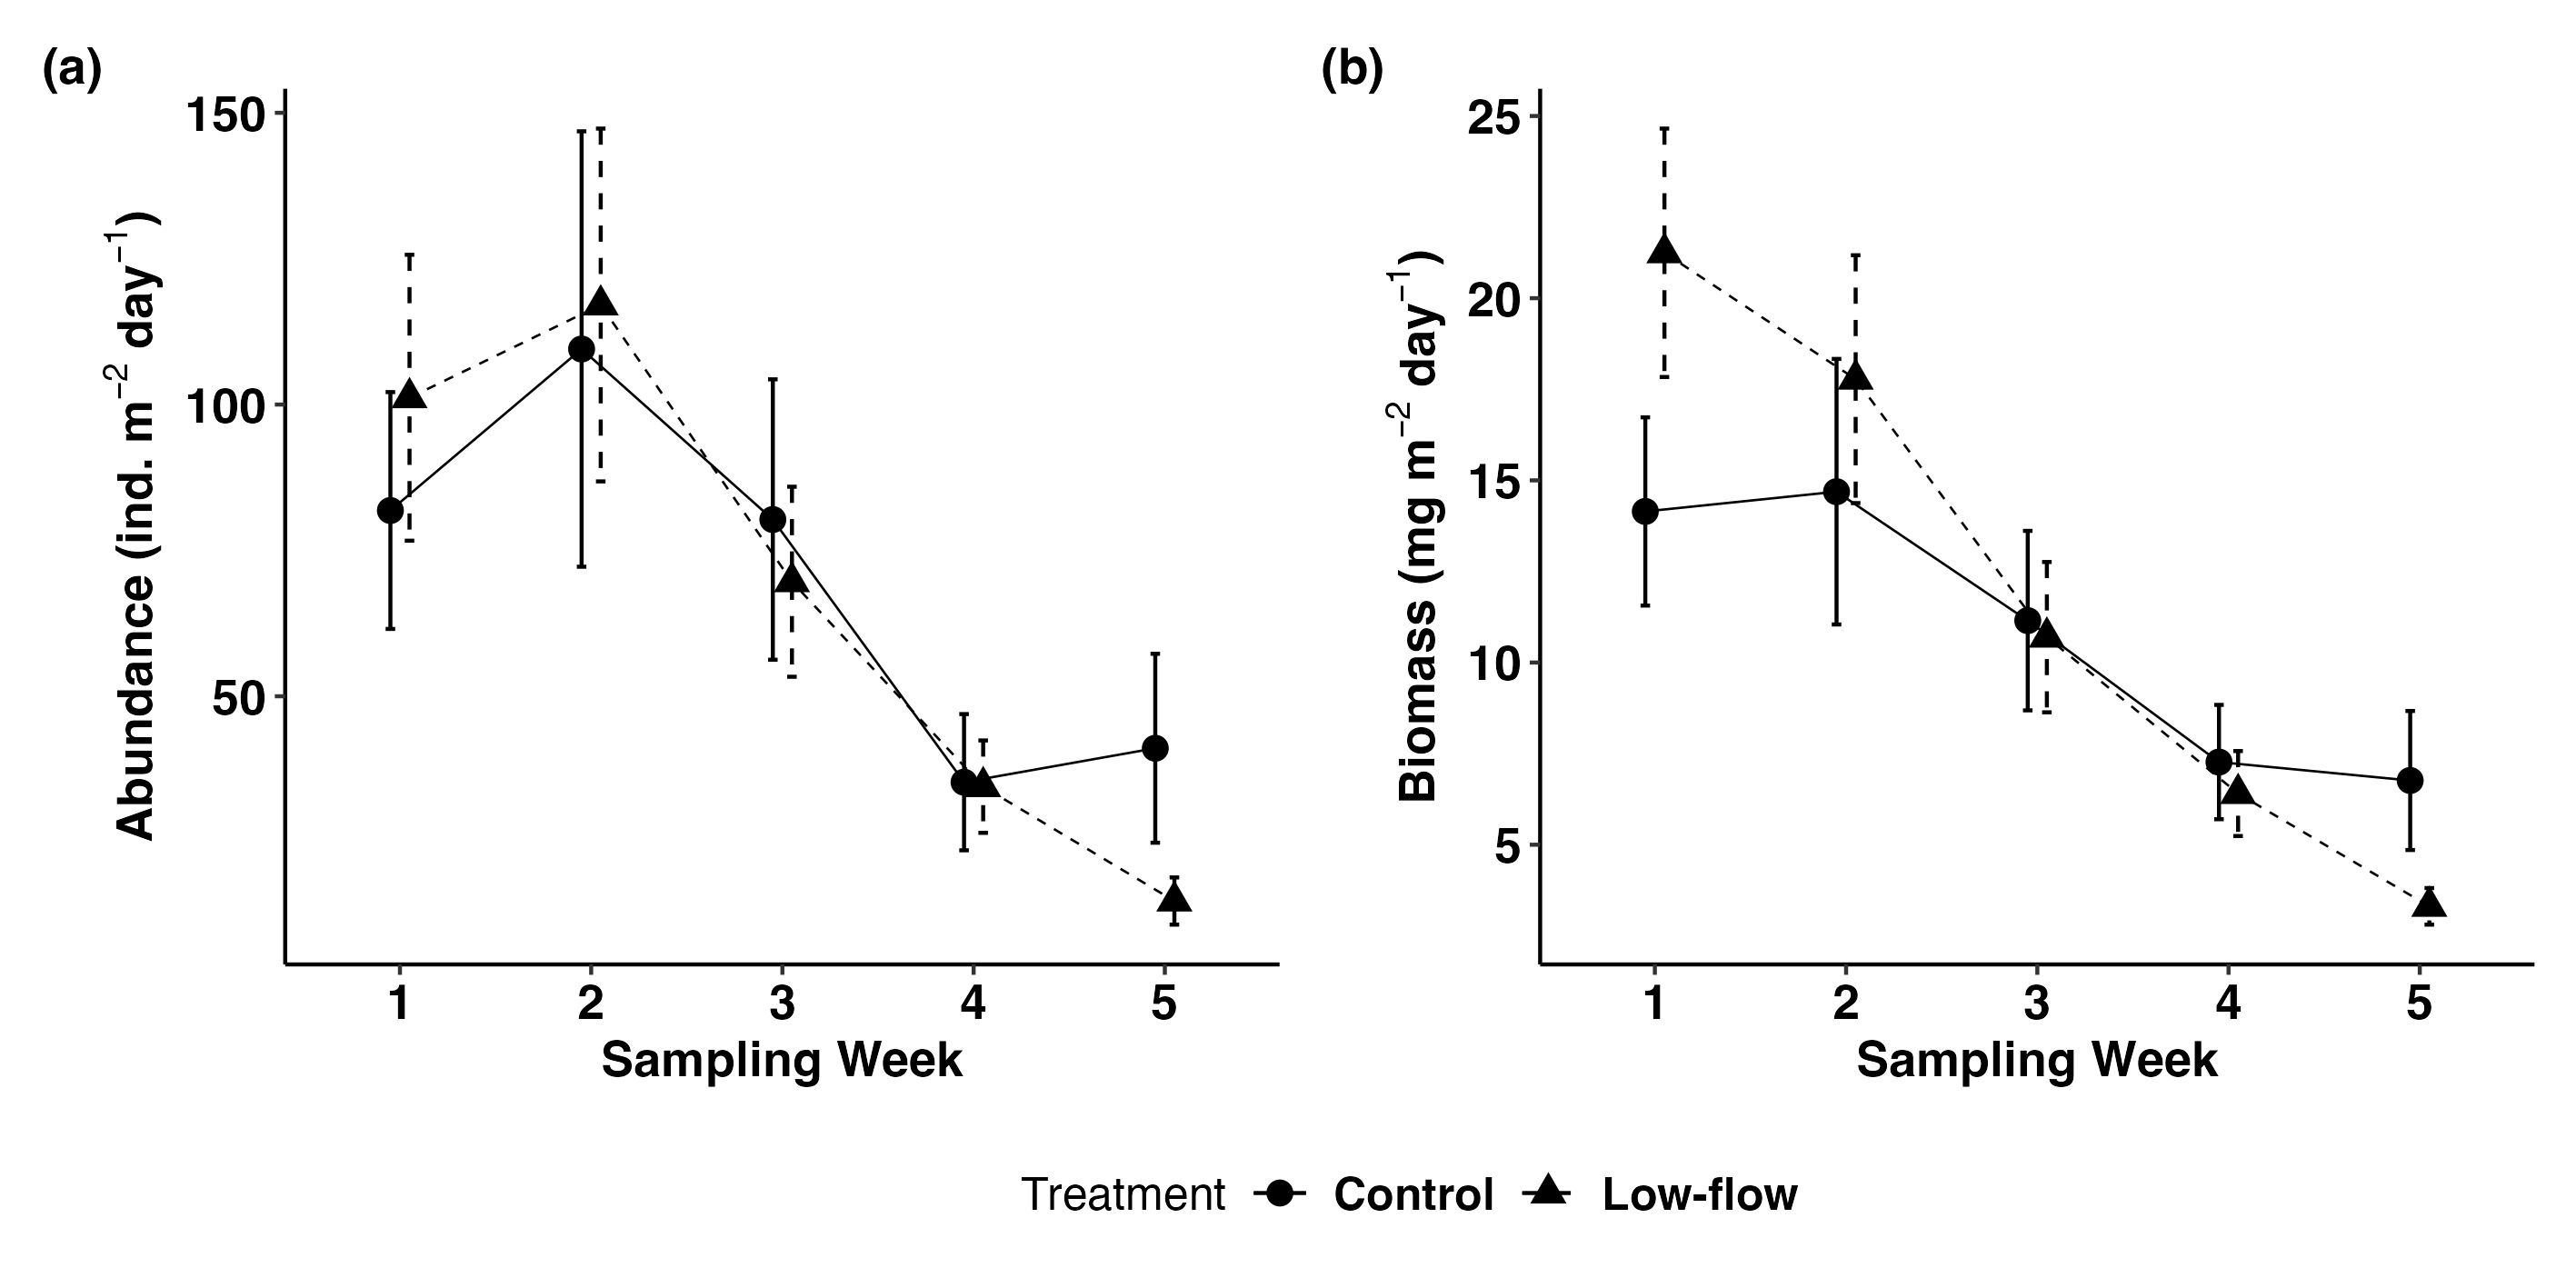 (a)
150
100
50
Abundance (ind. m⁻² day⁻¹)
1 2 3 4 5
Sampling Week
(b)
25
20
15
10
5
Biomass (mg m⁻² day⁻¹)
1 2 3 4 5
Sampling Week
Treatment Control Low-flow